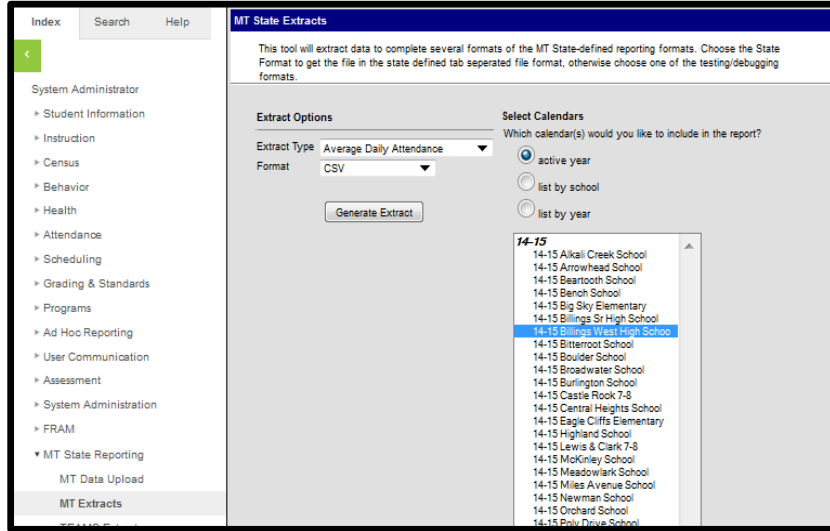 Index Search Help
System Administrator
Student Information
Instruction
Census
Behavior
Health
Attendance
Scheduling
Grading & Standards
Programs
Ad Hoc Reporting
User Communication
Assessment
System Administration
FRAM
MT State Reporting
MT Data Upload
MT Extracts
MT State Extracts
This tool will extract data to complete several formats of the MT State-defined reporting formats. Choose the State
Format to get the file in the state defined tab seperated file format, otherwise choose one of the testing/debugging
formats.
Extract Options
Extract Type Average Daily Attendance
Format CSV
Generate Extract
Select Calendars
Which calendar(s) would you like to include in the report?
active year
list by school
list by year
14-15
14-15 Alkali Creek School
14-15 Arrowhead School
14-15 Beartooth School
14-15 Bench School
14-15 Big Sky Elementary
14-15 Billings Sr High School
14-15 Billings West High Schoo
14-15 Bitterroot School
14-15 Boulder School
14-15 Broadwater School
14-15 Burlington School
14-15 Castle Rock 7-8
14-15 Central Heights School
14-15 Eagle Cliffs Elementary
14-15 Highland School
14-15 Lewis & Clark 7-8
14-15 McKinley School
14-15 Meadowlark School
14-15 Miles Avenue School
14-15 Newman School
14-15 Orchard School
14-15 Poly Drive School